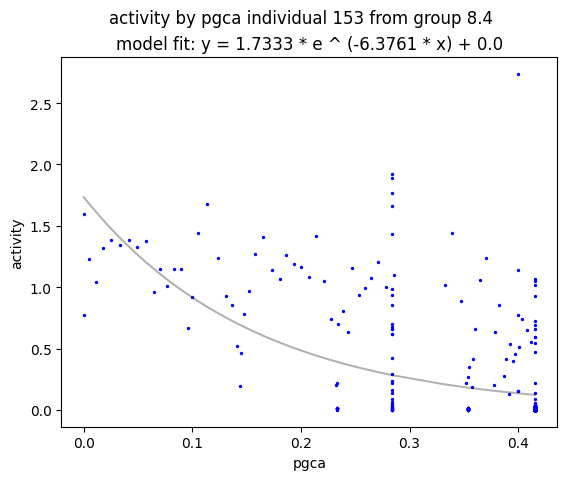 activity by pgca individual 153 from group 8.4
model fit: y = 1.7333 * e ^ (-6.3761 * x) + 0.0
2.5
2.0
1.5
1.0
0.5
0.0
activity
0.0 0.1 0.2 0.3 0.4
pgca